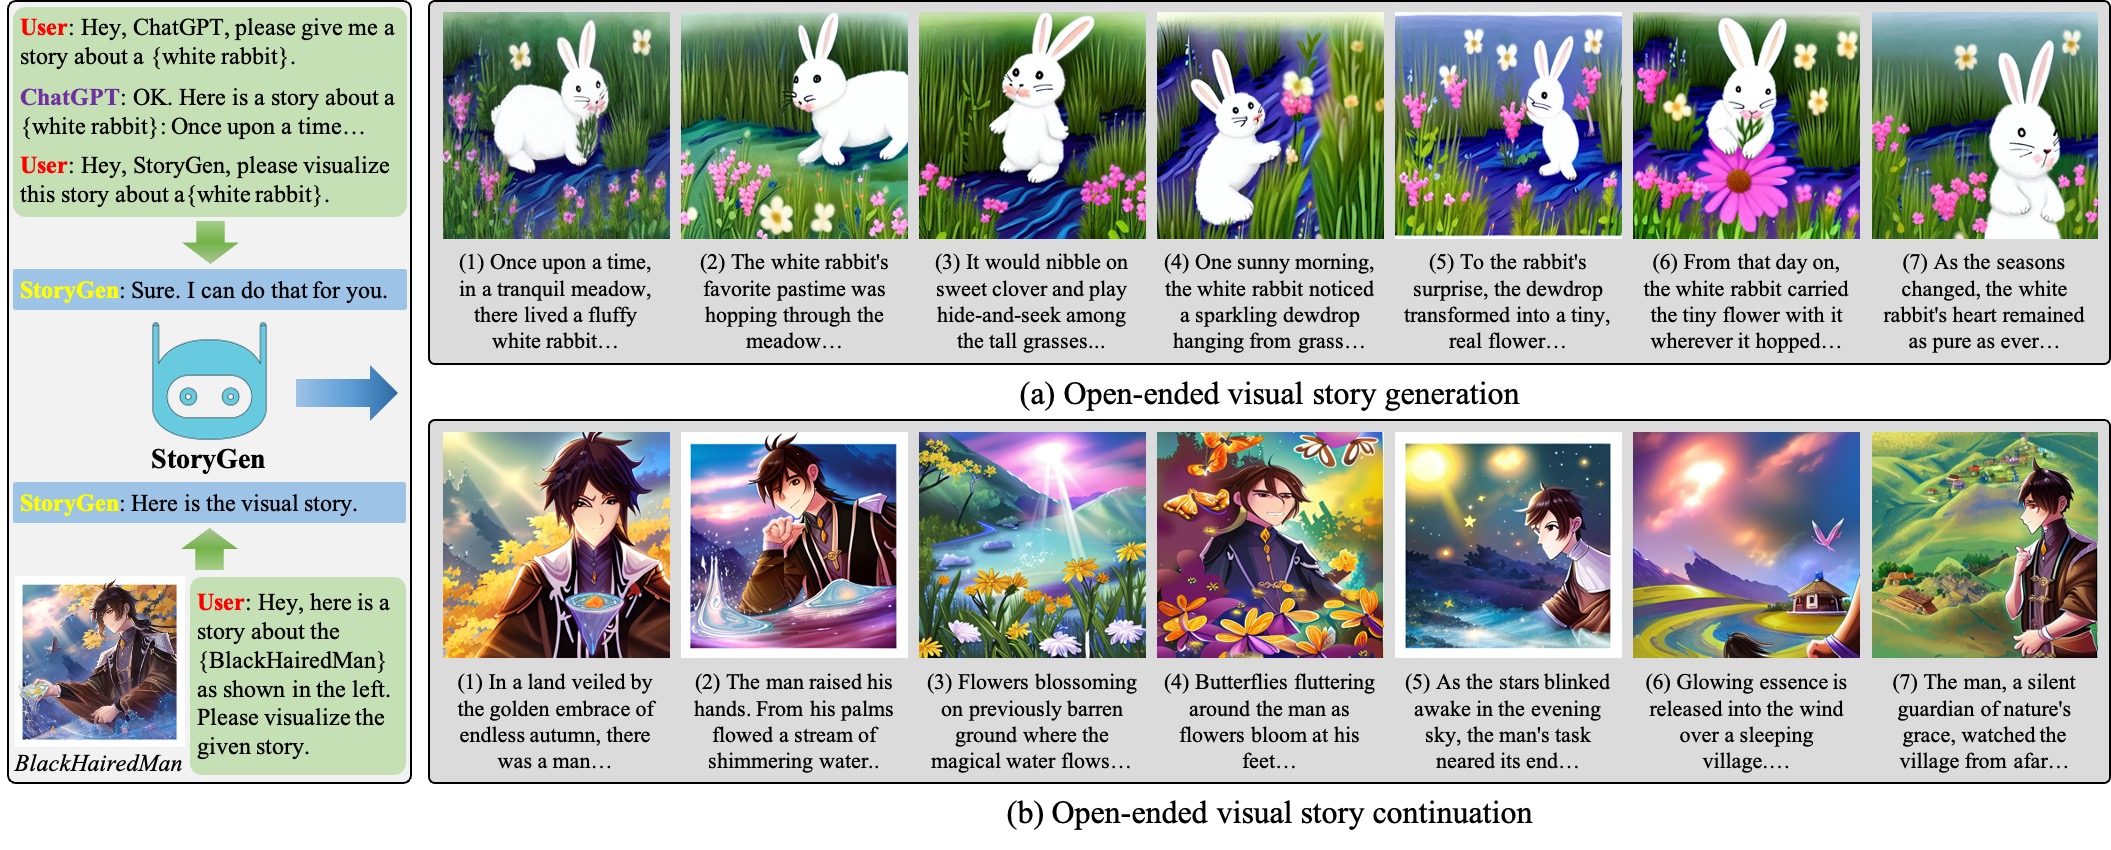 User: Hey, ChatGPT, please give me a
story about a {white rabbit}.
ChatGPT: OK. Here is a story about a
{white rabbit}: Once upon a time…
User: Hey, StoryGen, please visualize
this story about a{white rabbit}.
StoryGen: Sure. I can do that for you.
StoryGen
StoryGen: Here is the visual story.
User: Hey, here is a
story about the
{BlackHairedMan}
as shown in the left.
Please visualize the
given story.
BlackHairedMan
(1) Once upon a time,
in a tranquil meadow,
there lived a fluffy
white rabbit…
(2) The white rabbit's
favorite pastime was
hopping through the
meadow…
(3) It would nibble on
sweet clover and play
hide-and-seek among
the tall grasses...
(4) One sunny morning,
the white rabbit noticed
a sparkling dewdrop
hanging from grass…
(5) To the rabbit's
surprise, the dewdrop
transformed into a tiny,
real flower…
(6) From that day on,
the white rabbit carried
the tiny flower with it
wherever it hopped…
(7) As the seasons
changed, the white
rabbit's heart remained
as pure as ever…
(a) Open-ended visual story generation
(1) In a land veiled by
the golden embrace of
endless autumn, there
was a man…
(2) The man raised his
hands. From his palms
flowed a stream of
shimmering water..
(3) Flowers blossoming
on previously barren
ground where the
magical water flows…
(4) Butterflies fluttering
around the man as
flowers bloom at his
feet…
(5) As the stars blinked
awake in the evening
sky, the man's task
neared its end…
(6) Glowing essence is
released into the wind
over a sleeping
village.…
(7) The man, a silent
guardian of nature's
grace, watched the
village from afar…
(b) Open-ended visual story continuation